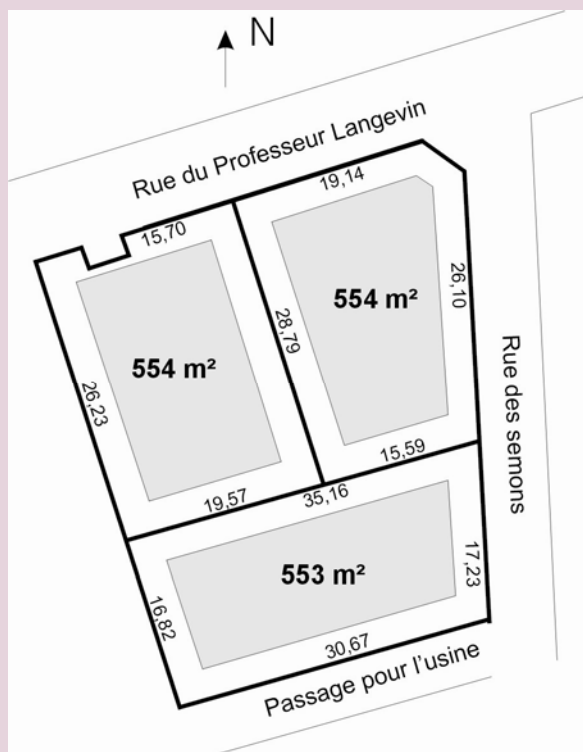 N
Rue du Professeur Langevin
19,14
15,70
554 m²
26,10
554 m²
28,79
26,23
Rue des semons
15,59
19,57
35,16
553 m²
17,23
16,82
30,67
Passage pour l'usine